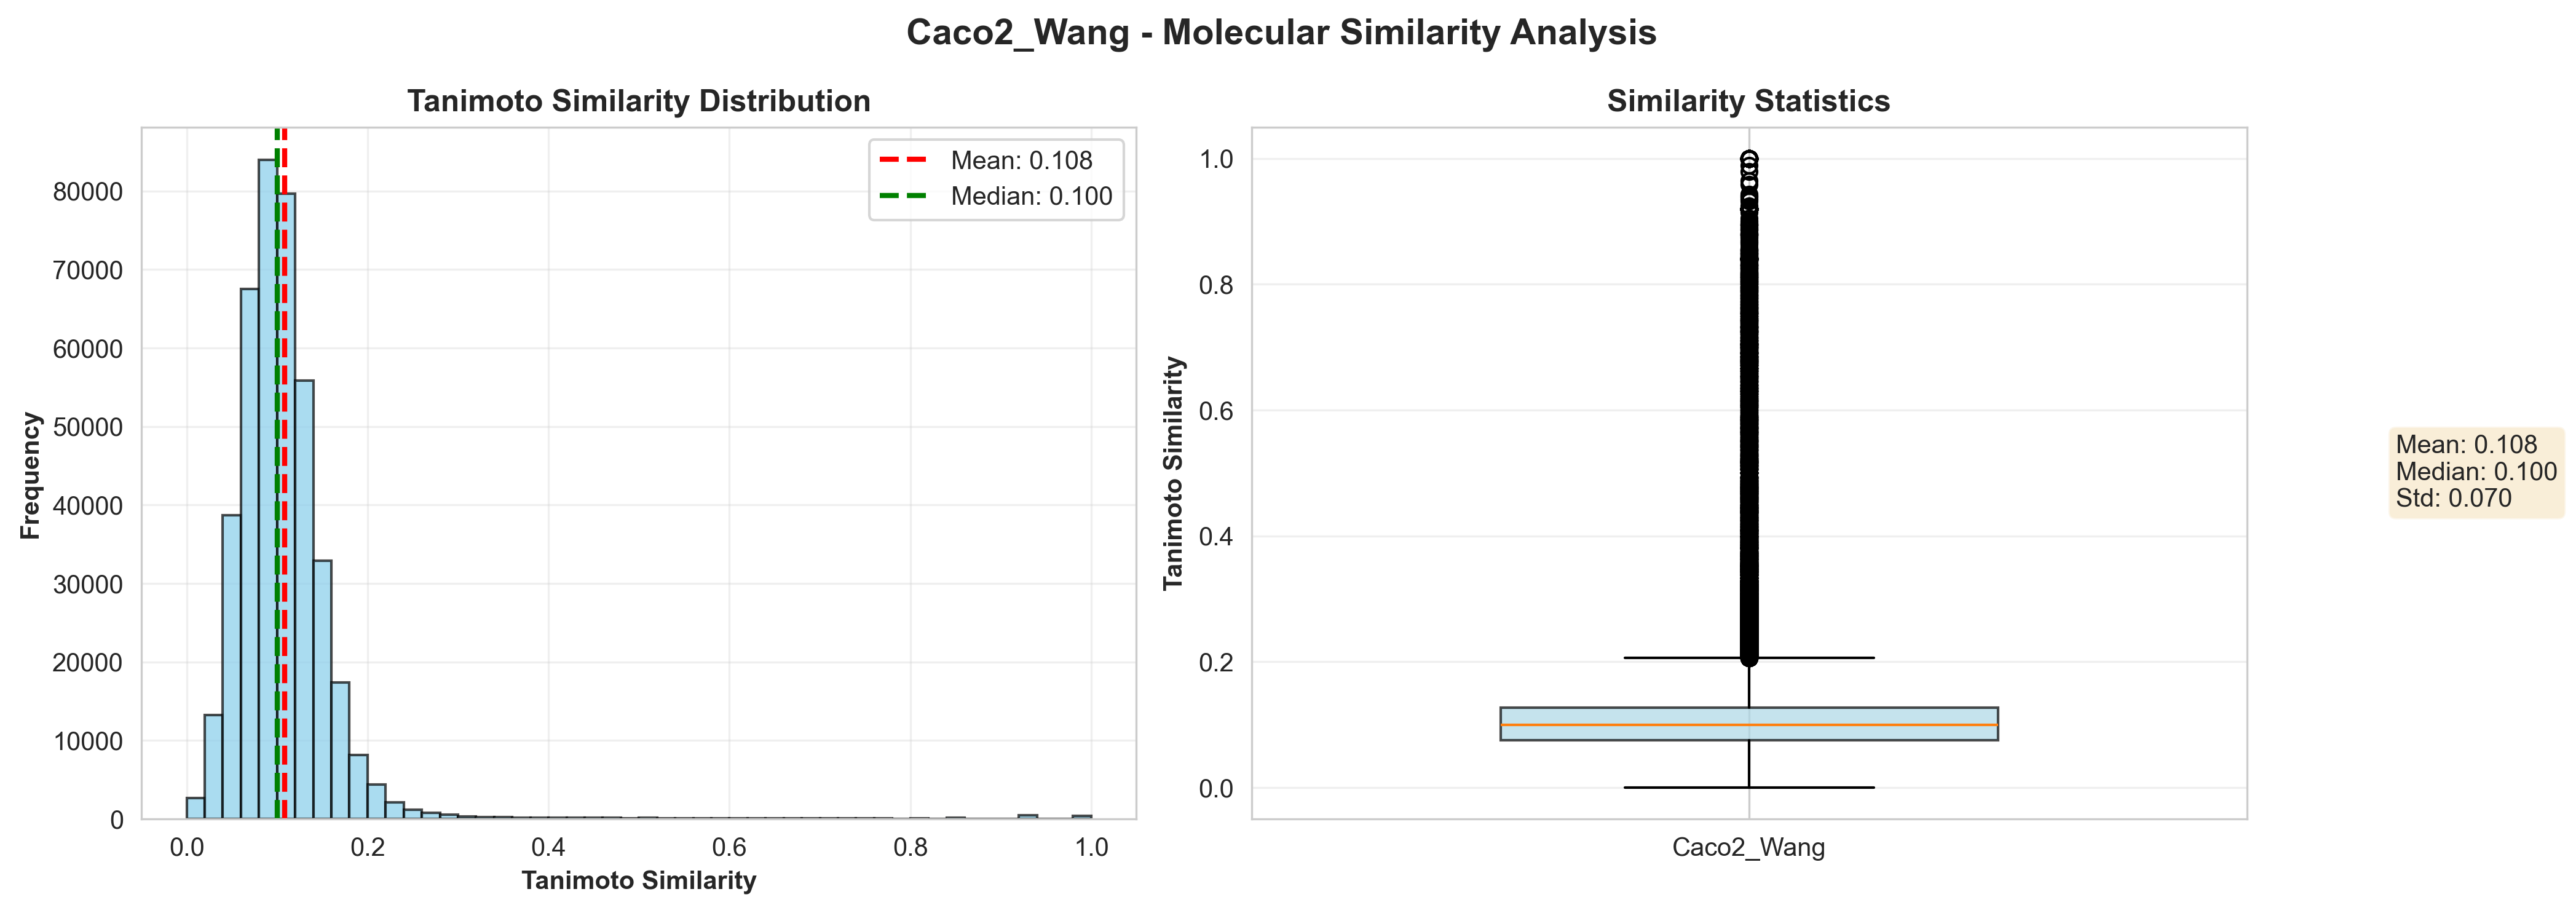 Caco2_Wang - Molecular Similarity Analysis
Tanimoto Similarity Distribution
Mean: 0.108
Median: 0.100
80000
70000
60000
50000
40000
30000
20000
10000
0
Frequency
0.0
0.2
0.4
0.6
0.8
1.0
Tanimoto Similarity
Similarity Statistics
1.0
0.8
0.6
0.4
0.2
0.0
Tanimoto Similarity
Caco2_Wang
Mean: 0.108
Median: 0.100
Std: 0.070